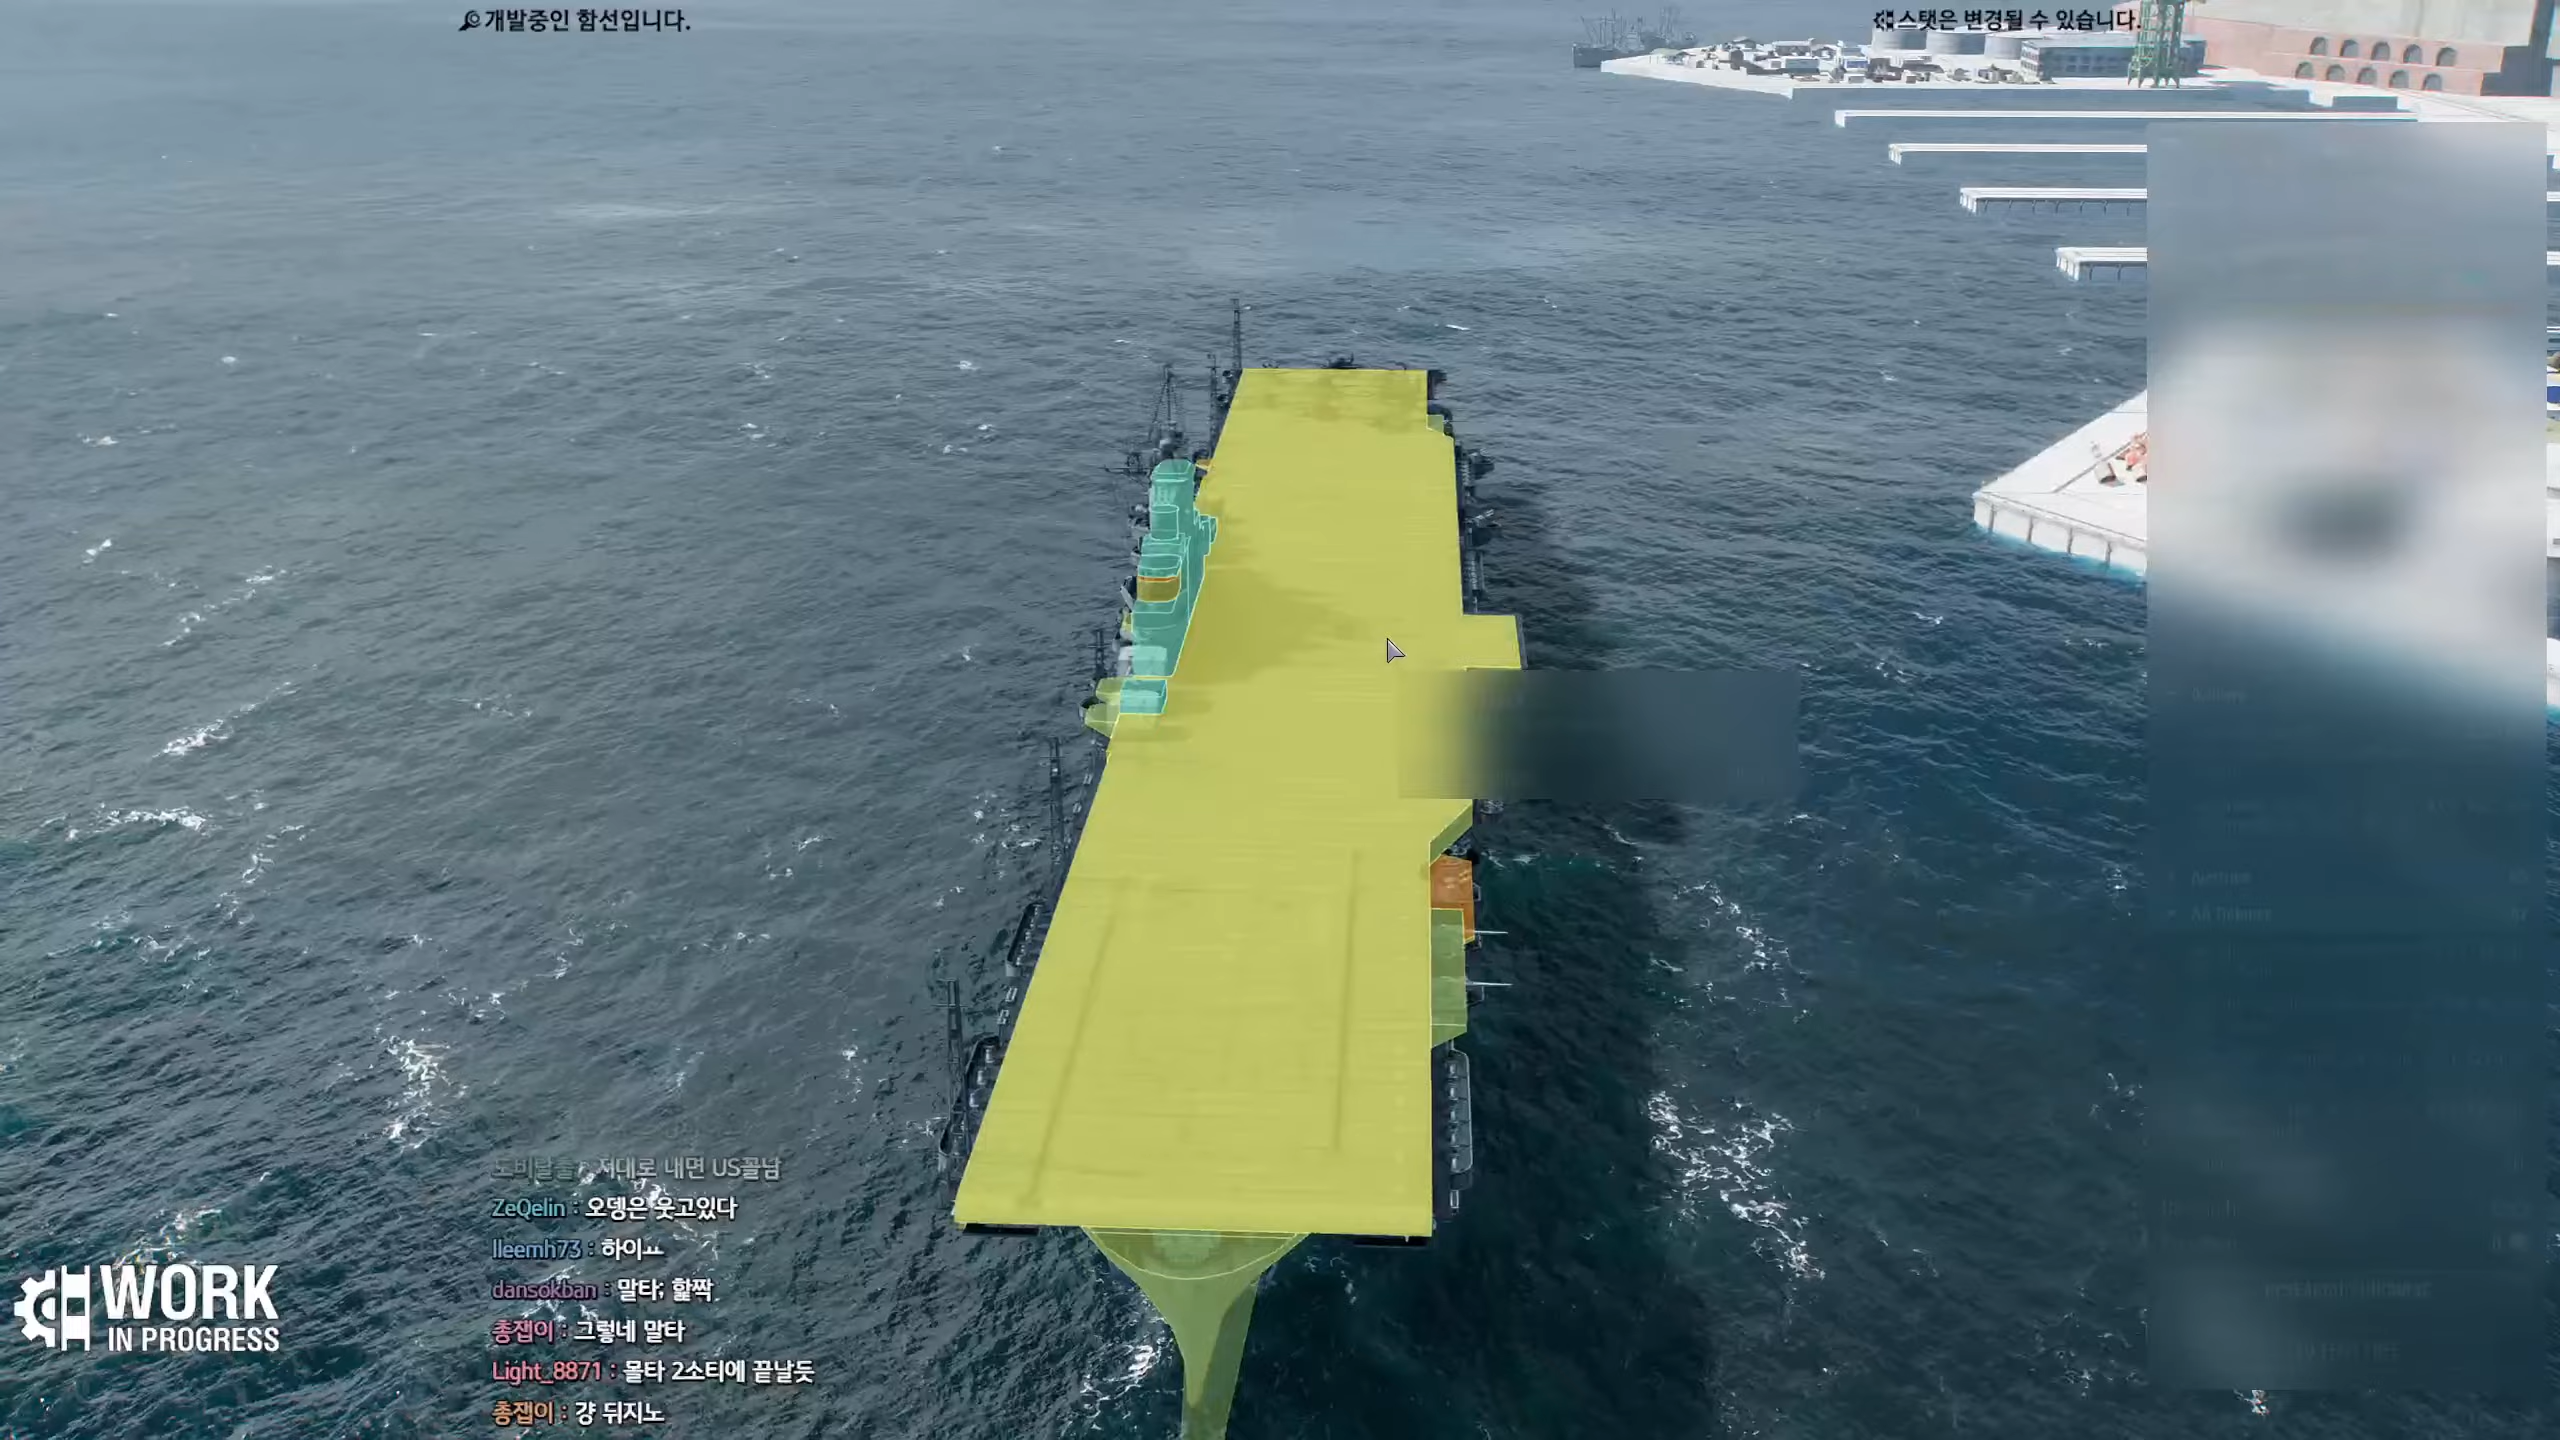 개발중인 함선입니다.
스탯은 변경될 수 있습니다.
저대로 내면 US꼴남
ZeQelin : 오뎅은 웃고있다
lleemh73 : 하이ㅛ
dansokban : 말타; 핥짝
총잽이 : 그렇네 말타
Light_8871 : 몰타 2소티에 끝날듯
총잽이 : 걍 뒤지노
WORK
IN PROGRESS